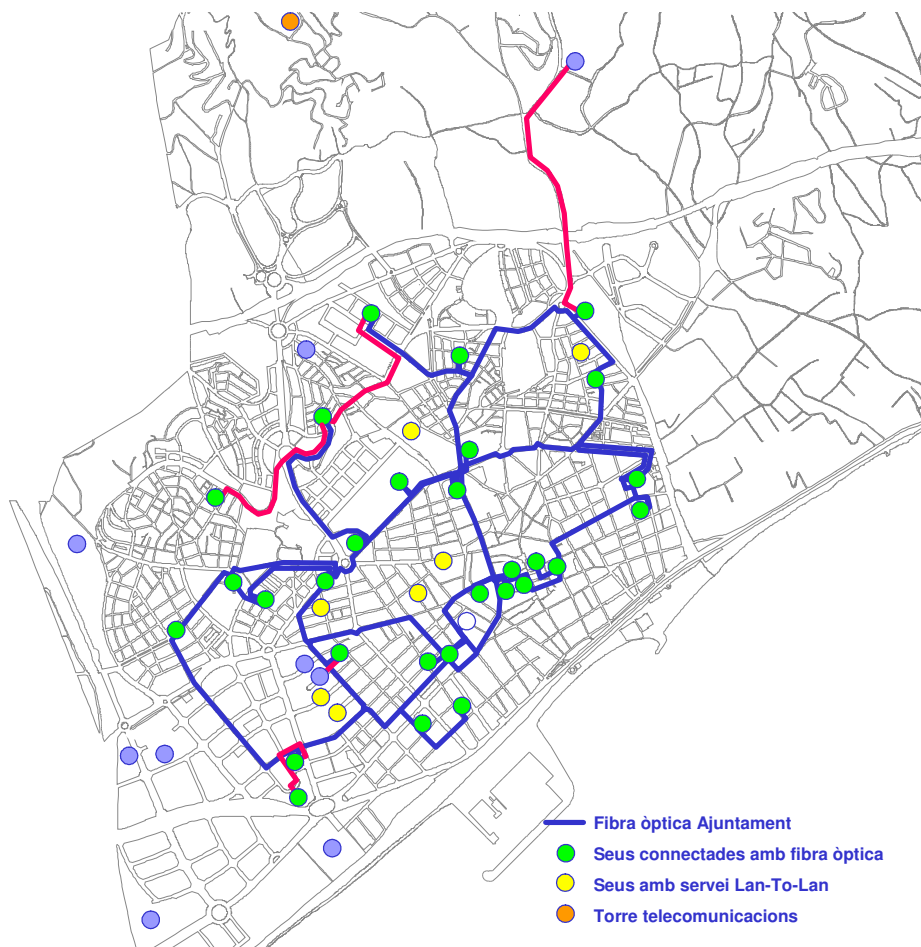 Fibra òptica Ajuntament
Seus connectades amb fibra òptica
Seus amb servei Lan-To-Lan
Torre telecomunicacions